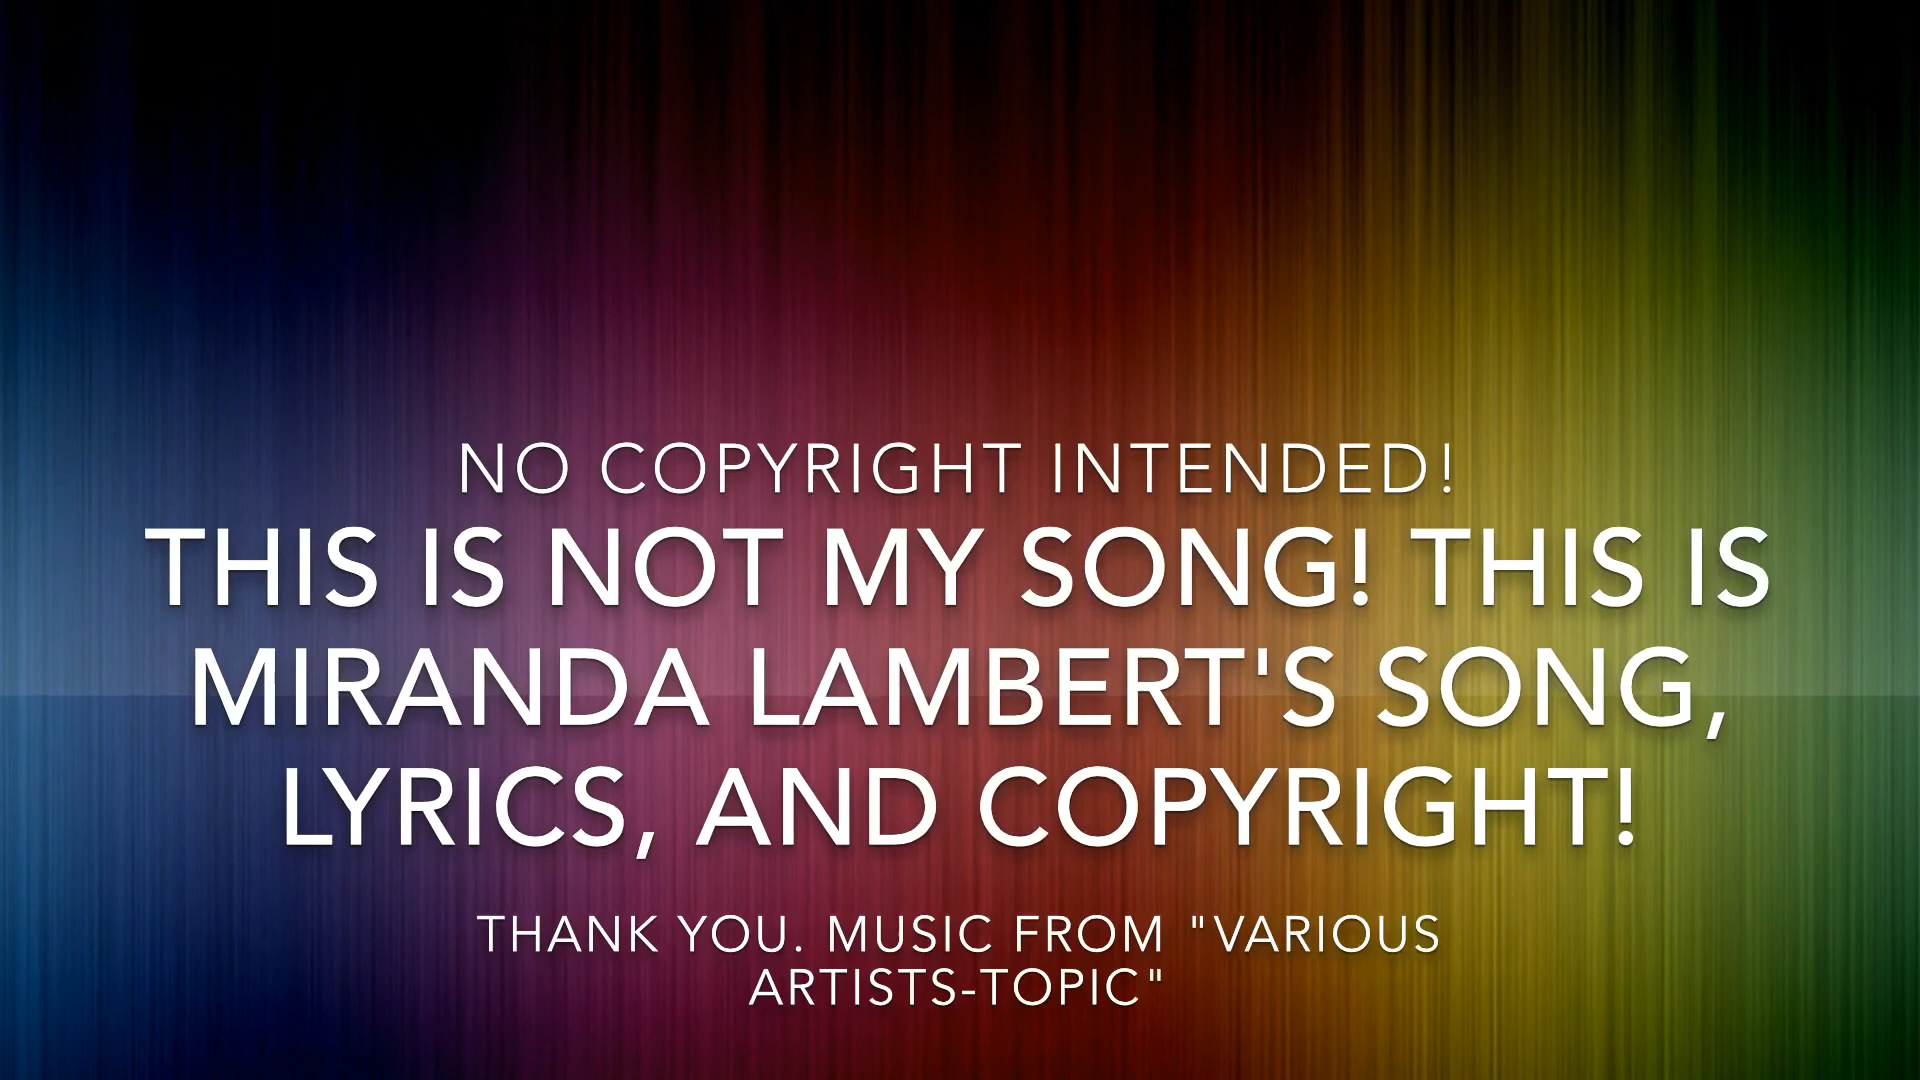 NO COPYRIGHT INTENDED!
THIS IS NOT MY SONG! THIS IS
MIRANDA LAMBERT'S SONG,
LYRICS, AND COPYRIGHT!
THANK YOU. MUSIC FROM "VARIOUS
ARTISTS-TOPIC"